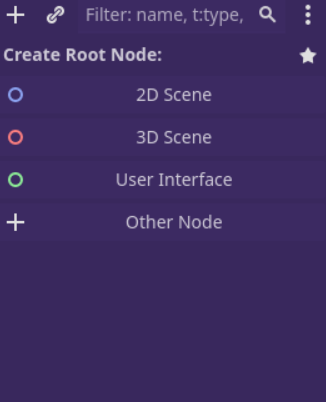 Filter: name, t:type,
Create Root Node:
2D Scene
3D Scene
User Interface
Other Node